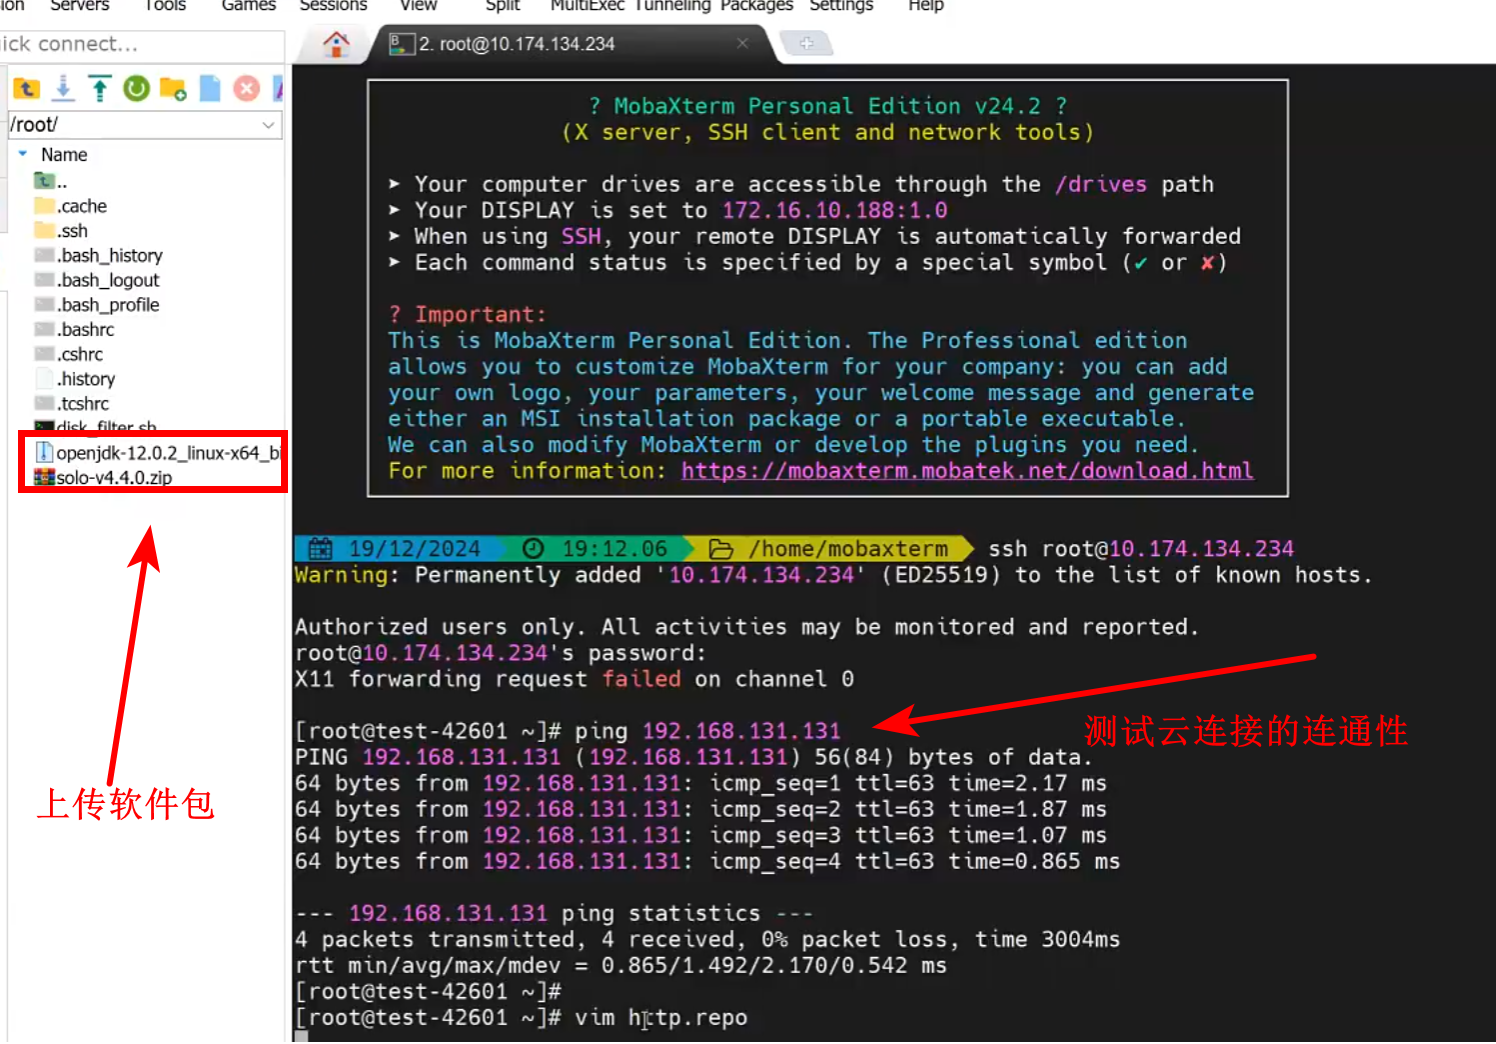 Servers Tools Games Sessions View Split MultiExec Tunneling Packages Settings Help
ick connect...
2. root@10.174.134.234
/root/
Name
..
.cache
.ssh
.bash_history
.bash_logout
.bash_profile
.bashrc
.cshrc
.history
.tcshrc
disk_filter.sh
openjdk-12.0.2_linux-x64_bi
solo-v4.4.0.zip
上传软件包
? MobaXterm Personal Edition v24.2 ?
(X server, SSH client and network tools)
➤ Your computer drives are accessible through the /drives path
➤ Your DISPLAY is set to 172.16.10.188:1.0
➤ When using SSH, your remote DISPLAY is automatically forwarded
➤ Each command status is specified by a special symbol (✔ or ✘)
? Important:
This is MobaXterm Personal Edition. The Professional edition
allows you to customize MobaXterm for your company: you can add
your own logo, your parameters, your welcome message and generate
either an MSI installation package or a portable executable.
We can also modify MobaXterm or develop the plugins you need.
For more information: https://mobaxterm.mobatek.net/download.html
19/12/2024 19:12.06 /home/mobaxterm ssh root@10.174.134.234
Warning: Permanently added '10.174.134.234' (ED25519) to the list of known hosts.
Authorized users only. All activities may be monitored and reported.
root@10.174.134.234's password:
X11 forwarding request failed on channel 0
[root@test-42601 ~]# ping 192.168.131.131
测试云连接的连通性
PING 192.168.131.131 (192.168.131.131) 56(84) bytes of data.
64 bytes from 192.168.131.131: icmp_seq=1 ttl=63 time=2.17 ms
64 bytes from 192.168.131.131: icmp_seq=2 ttl=63 time=1.87 ms
64 bytes from 192.168.131.131: icmp_seq=3 ttl=63 time=1.07 ms
64 bytes from 192.168.131.131: icmp_seq=4 ttl=63 time=0.865 ms
--- 192.168.131.131 ping statistics ---
4 packets transmitted, 4 received, 0% packet loss, time 3004ms
rtt min/avg/max/mdev = 0.865/1.492/2.170/0.542 ms
[root@test-42601 ~]#
[root@test-42601 ~]# vim http.repo